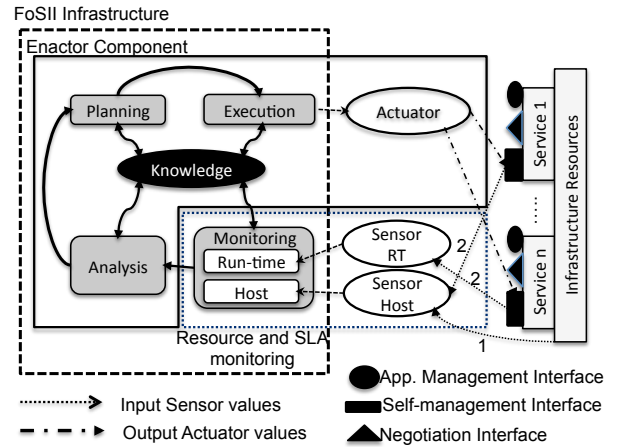 FoSII Infrastructure
Enactor Component
Planning
Execution
Actuator
Service 1
Infrastructure Resources
Knowledge
......
Monitoring
Run-time
Host
Analysis
Sensor
RT
Sensor
Host
2
2
1
Service n
Resource and SLA
monitoring
App. Management Interface
Input Sensor values
Self-management Interface
Output Actuator values
Negotiation Interface